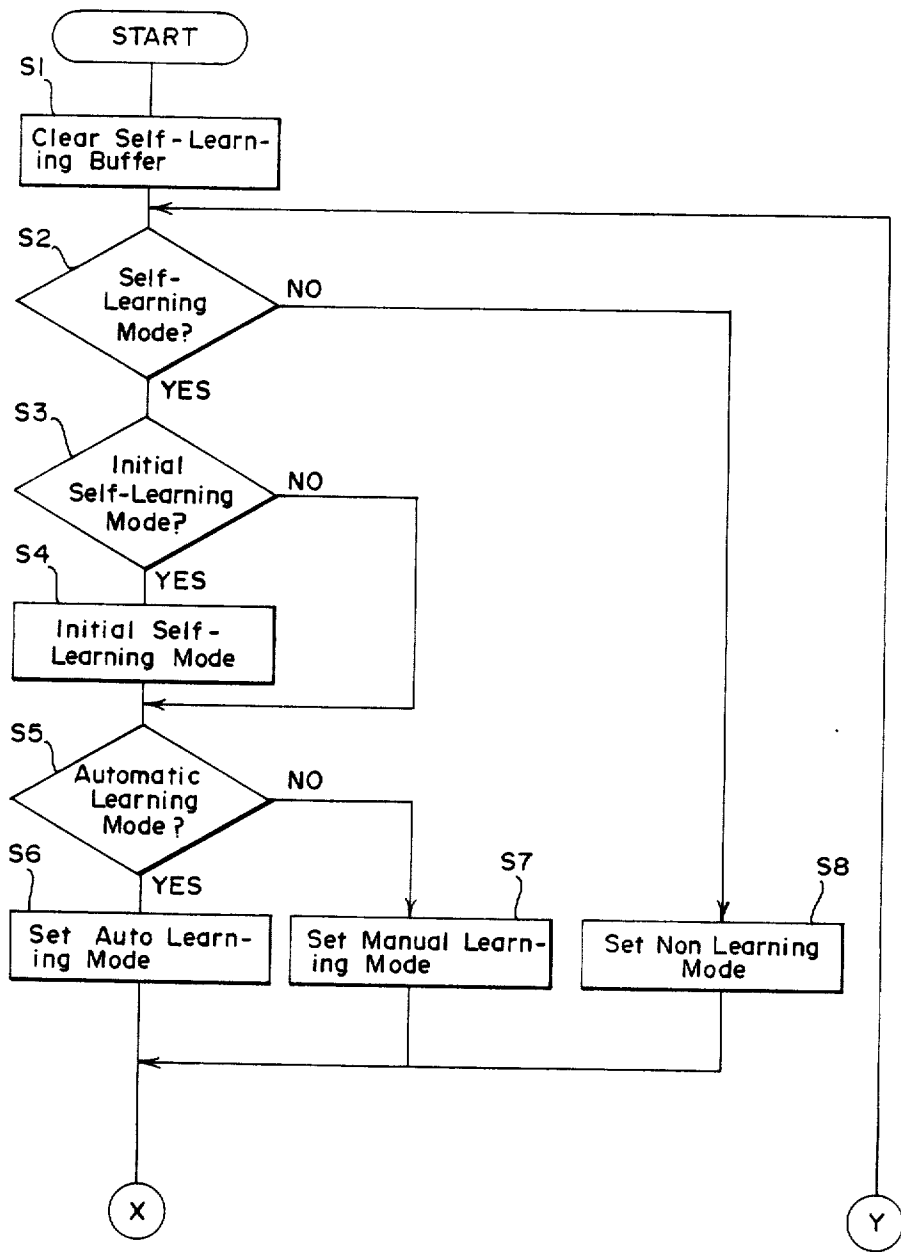 START
S1
Clear Self-Learn-
ing Buffer
S2
Self-
Learning
Mode?
NO
YES
S3
Initial
Self-Learning
Mode?
NO
S4
YES
Initial Self-
Learning Mode
S5
Automatic
Learning
Mode?
NO
S6
YES
S7
S8
Set Auto Learn-
ing Mode
Set Manual Learn-
ing Mode
Set Non Learning
Mode
X
Y